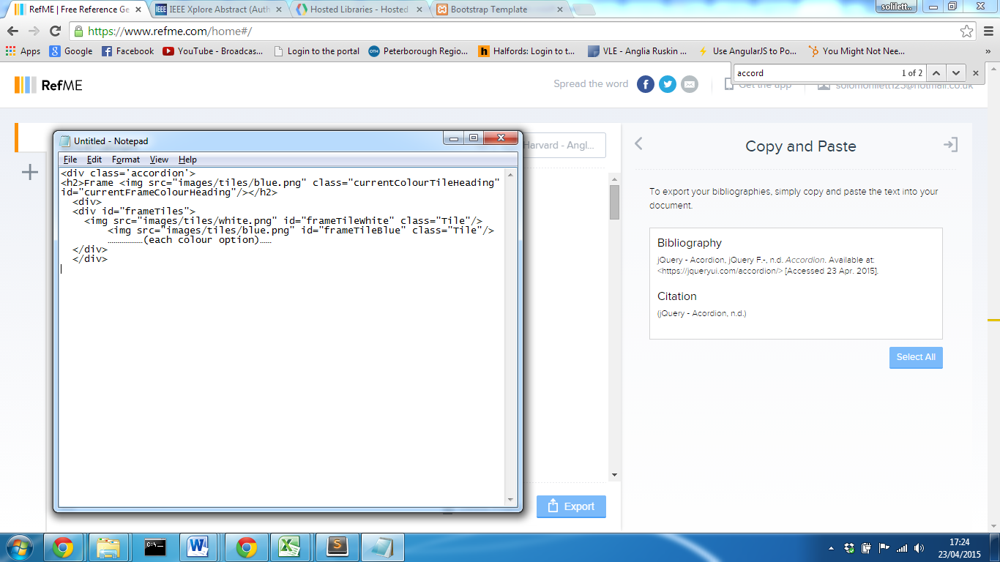 RefME | Free Reference Ge
IEEE Xplore Abstract (Auth
Hosted Libraries - Hosted
Bootstrap Template
solilett..
https://www.refme.com/home#/
Apps
Google
Facebook
YouTube - Broadcas...
Login to the portal
Peterborough Regio...
Halfords: Login to t...
VLE - Anglia Ruskin ...
Use AngularJS to Po...
You Might Not Nee...
»
accord
1 of 2
RefME
Spread the word
Get the app
solomonilett123@hotmail.co.uk
Untitled - Notepad
File Edit Format View Help
<div class='accordion'>
<h2>Frame <img src="images/tiles/blue.png" class="currentColourTileHeading"
id="currentFrameColourHeading"/></h2>
<div>
<div id="frameTiles">
<img src="images/tiles/white.png" id="frameTileWhite" class="Tile"/>
<img src="images/tiles/blue.png" id="frameTileBlue" class="Tile"/>
………………(each colour option)……
</div>
</div>
Harvard - Angl...
Export
Copy and Paste
To export your bibliographies, simply copy and paste the text into your
document.
Bibliography
jQuery - Acordion, jQuery F.-, n.d. Accordion. Available at:
<https://jqueryui.com/accordion/> [Accessed 23 Apr. 2015].
Citation
(jQuery - Acordion, n.d.)
Select All
17:24
23/04/2015